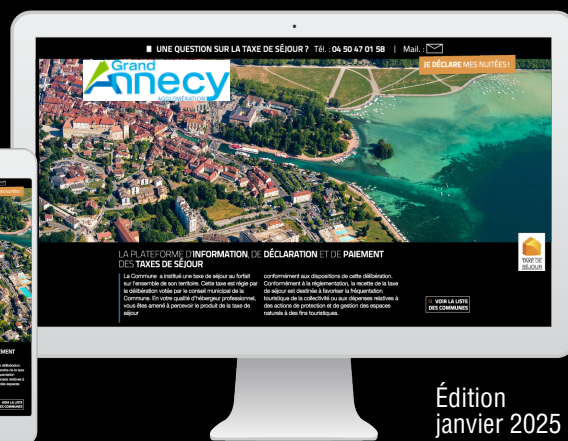 UNE QUESTION SUR LA TAXE DE SÉJOUR ? Tél. : 04 50 47 01 58 | Mail. :
JE DÉCLARE MES NUITÉES !
Grand
Annecy
AGGLOMÉRATION
TAXE DE
SÉJOUR
LA PLATEFORME D'INFORMATION, DE DÉCLARATION ET DE PAIEMENT
DES TAXES DE SÉJOUR
La Commune a institué une taxe de séjour au forfait
sur l'ensemble de son territoire. Cette taxe est régie par
la délibération votée par le conseil municipal de la
Commune. En votre qualité d'hébergeur professionnel,
vous êtes amené à percevoir le produit de la taxe de
séjour
conformément aux dispositions de cette délibération.
Conformément à la réglementation, la recette de la taxe
de séjour est destinée à favoriser la fréquentation
touristique de la collectivité ou aux dépenses relatives à
des actions de protection et de gestion des espaces
naturels à des fins touristiques.
VOIR LA LISTE
DES COMMUNES
Édition
janvier 2025